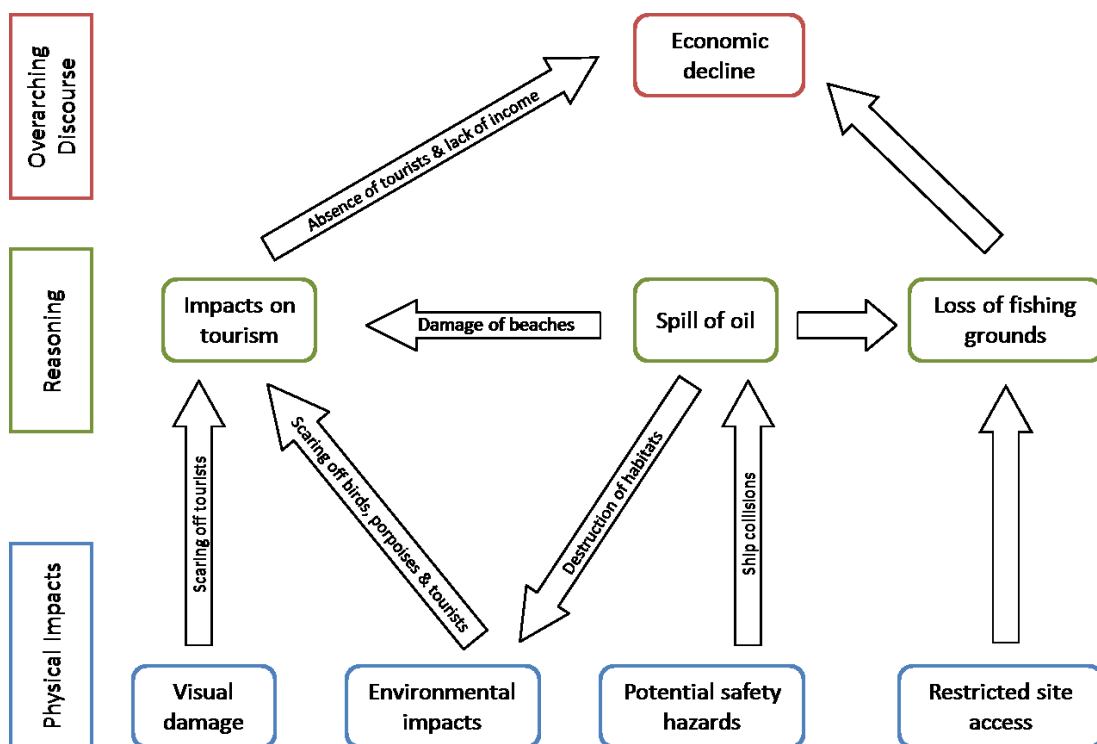 Overarching
Discourse
Economic
decline
Absence of tourists & lack of income
Reasoning
Impacts on
tourism
Damage of beaches
Spill of oil
Loss of fishing
grounds
Scaring off tourists
Scaring off birds, porpoises & tourists
Destruction of habitats
Ship collisions
Physical Impacts
Visual
damage
Environmental
impacts
Potential safety
hazards
Restricted site
access